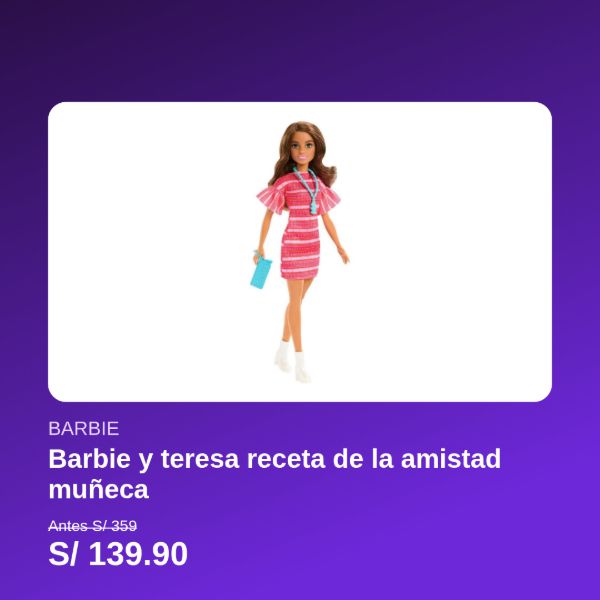 BARBIE
Barbie y teresa receta de la amistad
muñeca
Antes S/ 359
S/ 139.90